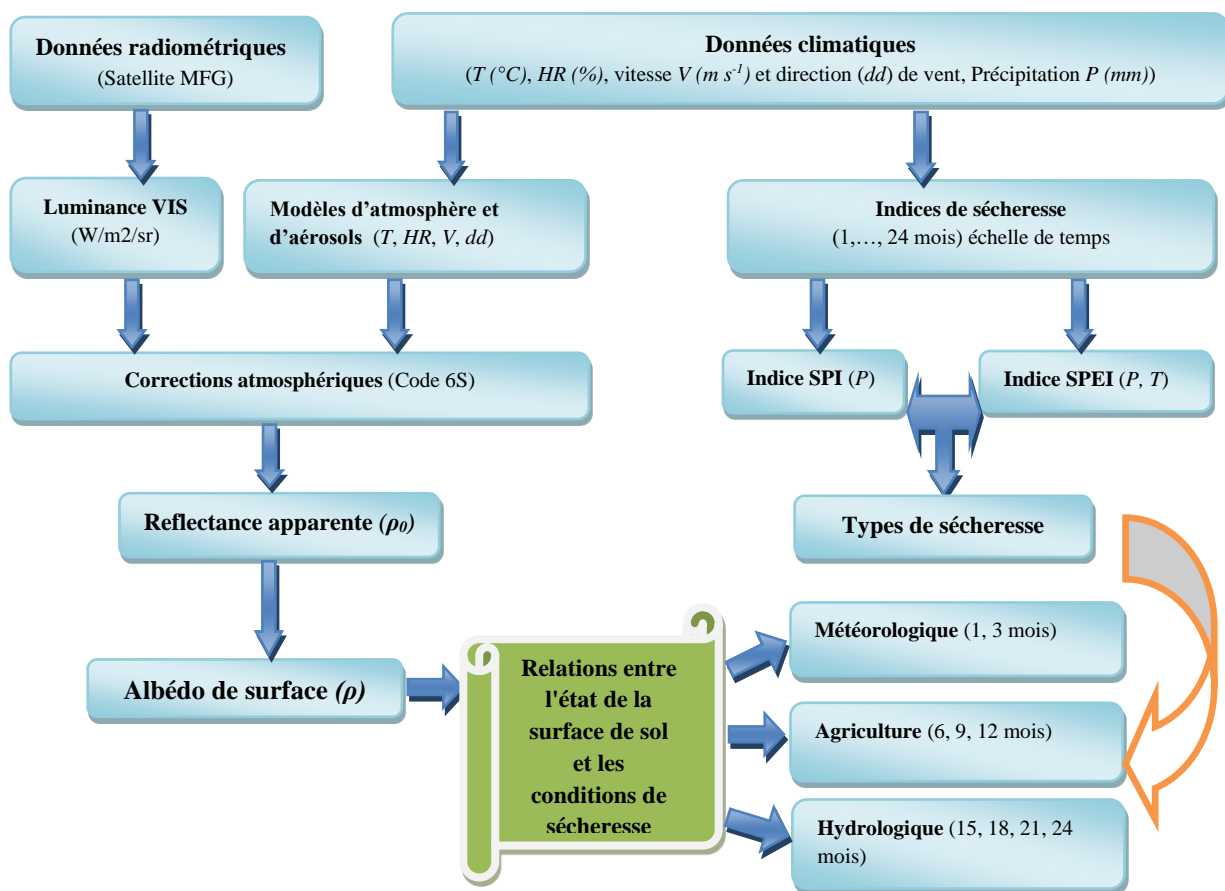 Données radiométriques
(Satellite MFG)
Données climatiques
(T (°C), HR (%), vitesse V (m s⁻¹) et direction (dd) de vent, Précipitation P (mm))
Luminance VIS
(W/m2/sr)
Modèles d'atmosphère et
d'aérosols (T, HR, V, dd)
Indices de sécheresse
(1,…, 24 mois) échelle de temps
Corrections atmosphériques (Code 6S)
Indice SPI (P)
Indice SPEI (P, T)
Reflectance apparente (ρ₀)
Types de sécheresse
Albédo de surface (ρ)
Relations entre
l'état de la
surface de sol
et les
conditions de
sécheresse
Météorologique (1, 3 mois)
Agriculture (6, 9, 12 mois)
Hydrologique (15, 18, 21, 24
mois)